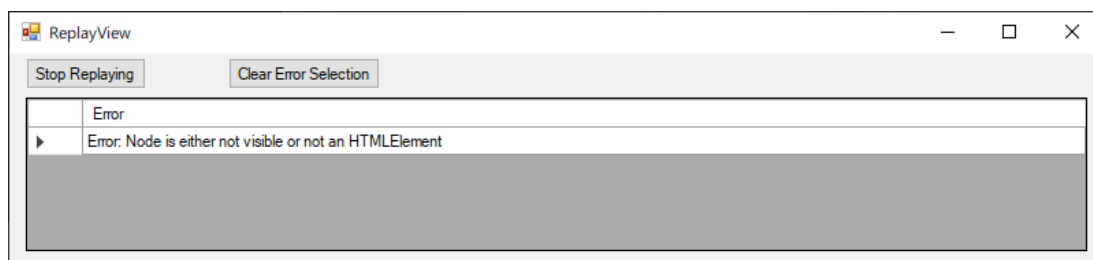 ReplayView
Stop Replaying
Clear Error Selection
Error
Error: Node is either not visible or not an HTMLElement